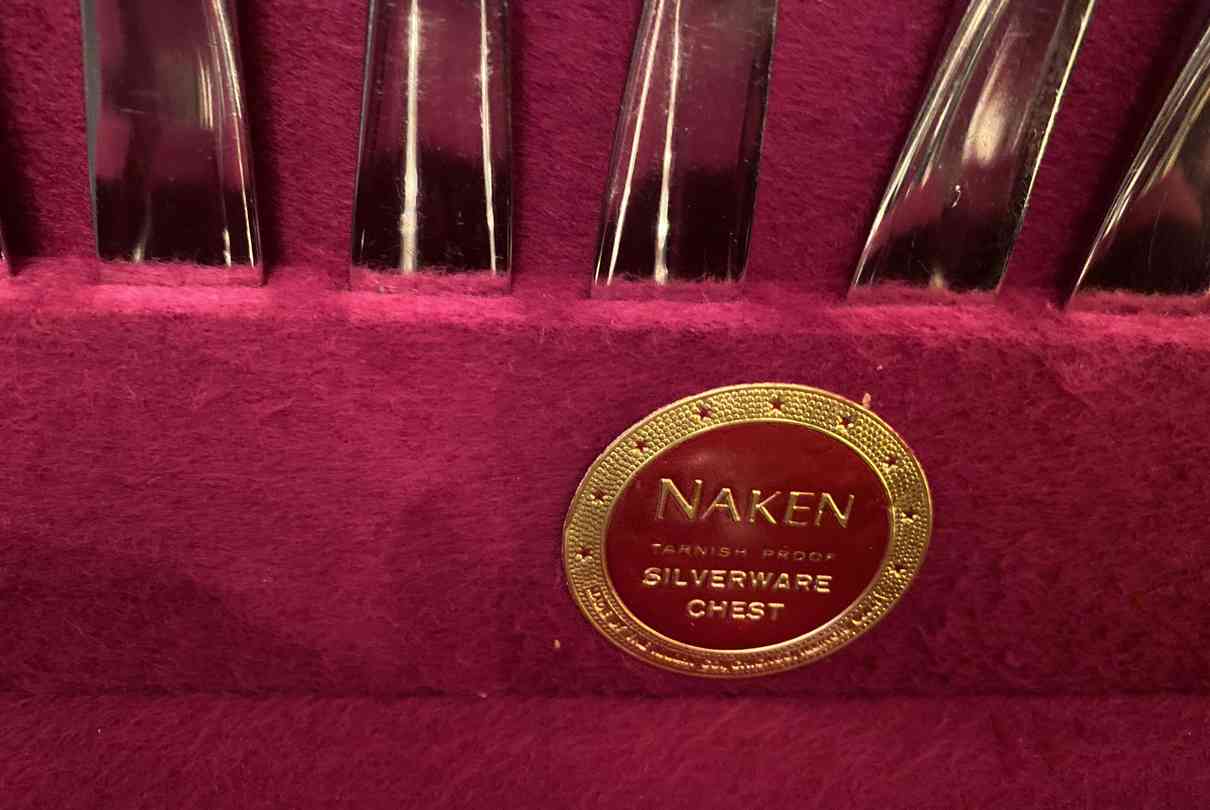 NAKEN
TARNISH PROOF
SILVERWARE
CHEST